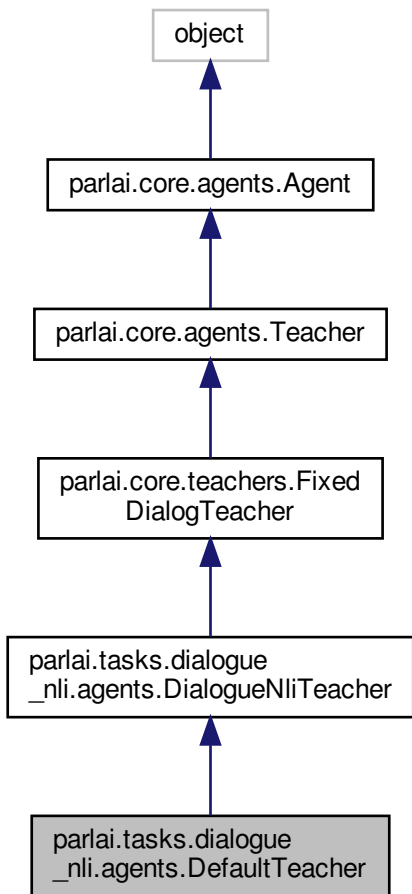 object
parlai.core.agents.Agent
parlai.core.agents.Teacher
parlai.core.teachers.Fixed
DialogTeacher
parlai.tasks.dialogue
_nli.agents.DialogueNliTeacher
parlai.tasks.dialogue
_nli.agents.DefaultTeacher